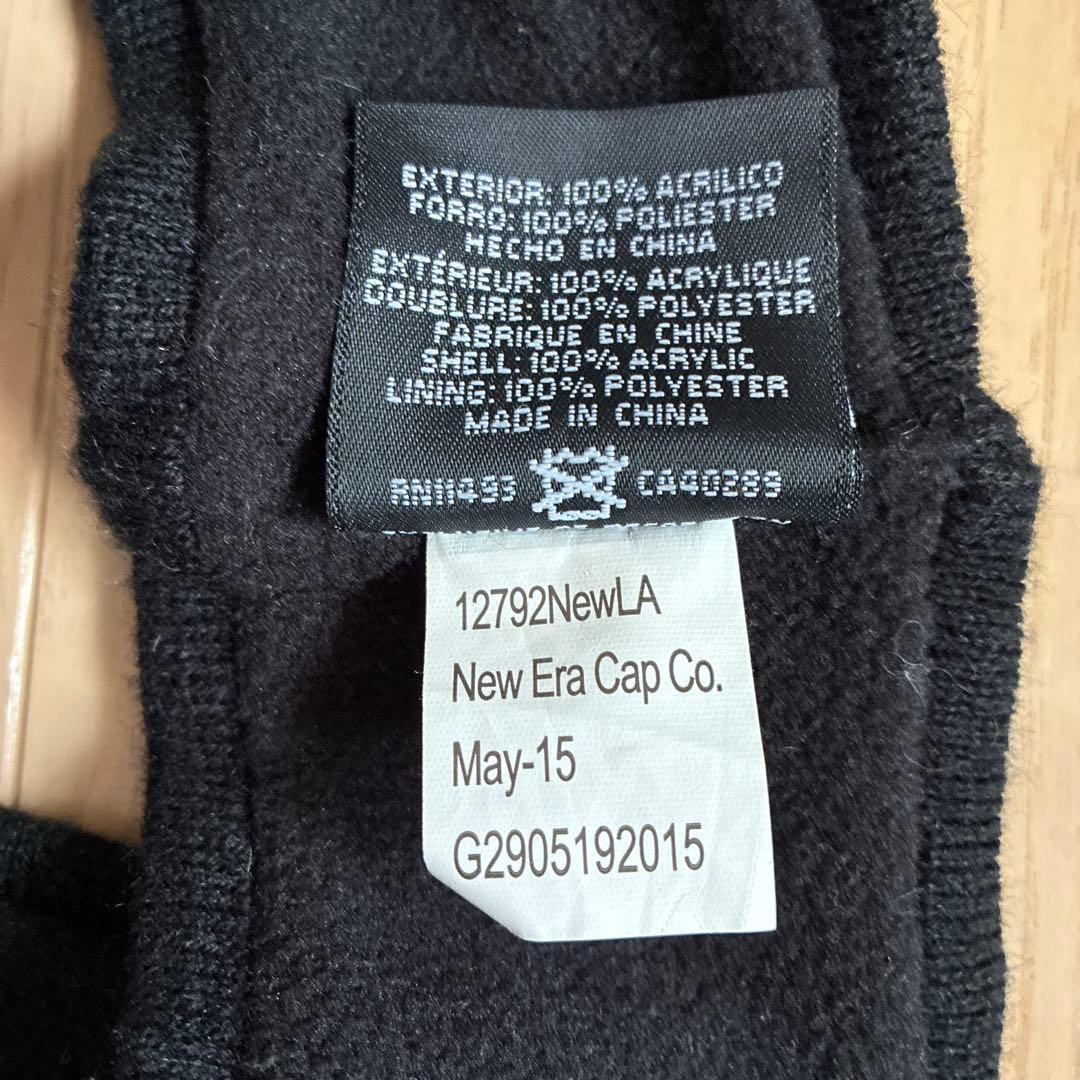 EXTERIOR: 100% ACRILICO
FORRO: 100% POLIESTER
HECHO EN CHINA
EXTÉRIEUR: 100% ACRYLIQUE
DOUBLURE: 100% POLYESTER
FABRIQUE EN CHINE
SHELL: 100% ACRYLIC
LINING: 100% POLYESTER
MADE IN CHINA
RN11493 CA40388
12792NewLA
New Era Cap Co.
May-15
G2905192015